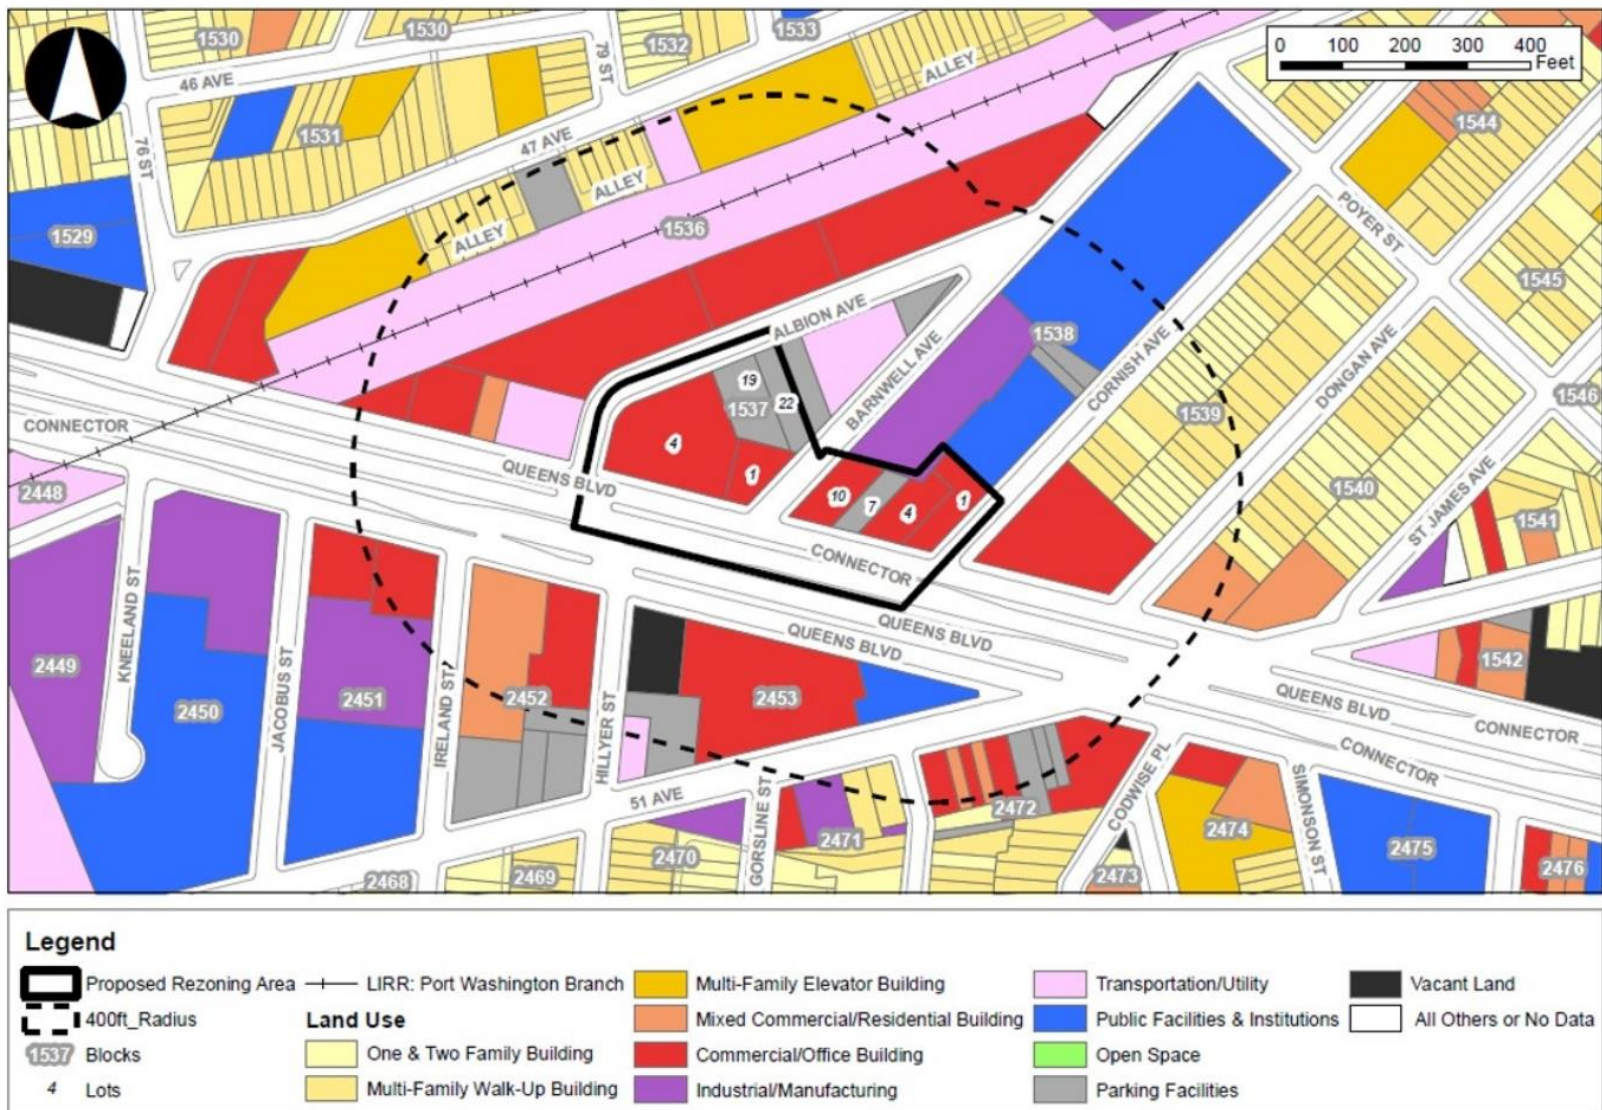 1530
1530
1532
1533
79 ST
46 AVE
ALLEY
0 100 200 300 400
Feet
1531
47 AVE
76 ST
1544
ALLEY
POYER ST
1529
ALLEY
1536
1545
ALBION AVE
1538
BARNWELL AVE
CORNISH AVE
DONGAN AVE
1546
19
1537
22
1539
CONNECTOR
4
1
QUEENS BLVD
10
7
4
1
1540
ST JAMES AVE
2448
1541
CONNECTOR
KNEELAND ST
QUEENS BLVD
QUEENS BLVD
2449
JACOBUS ST
IRELAND ST
2450
2451
2452
HILLYER ST
2453
1542
QUEENS BLVD
CONNECTOR
CONNECTOR
51 AVE
GORSLINE ST
2472
CODWISE PL
SIMONSON ST
2474
2475
2468
2469
2470
2471
2473
2476
Legend
Proposed Rezoning Area
400ft_Radius
1537 Blocks
4 Lots
LIRR: Port Washington Branch
Land Use
One & Two Family Building
Multi-Family Walk-Up Building
Multi-Family Elevator Building
Mixed Commercial/Residential Building
Commercial/Office Building
Industrial/Manufacturing
Transportation/Utility
Public Facilities & Institutions
Open Space
Parking Facilities
Vacant Land
All Others or No Data